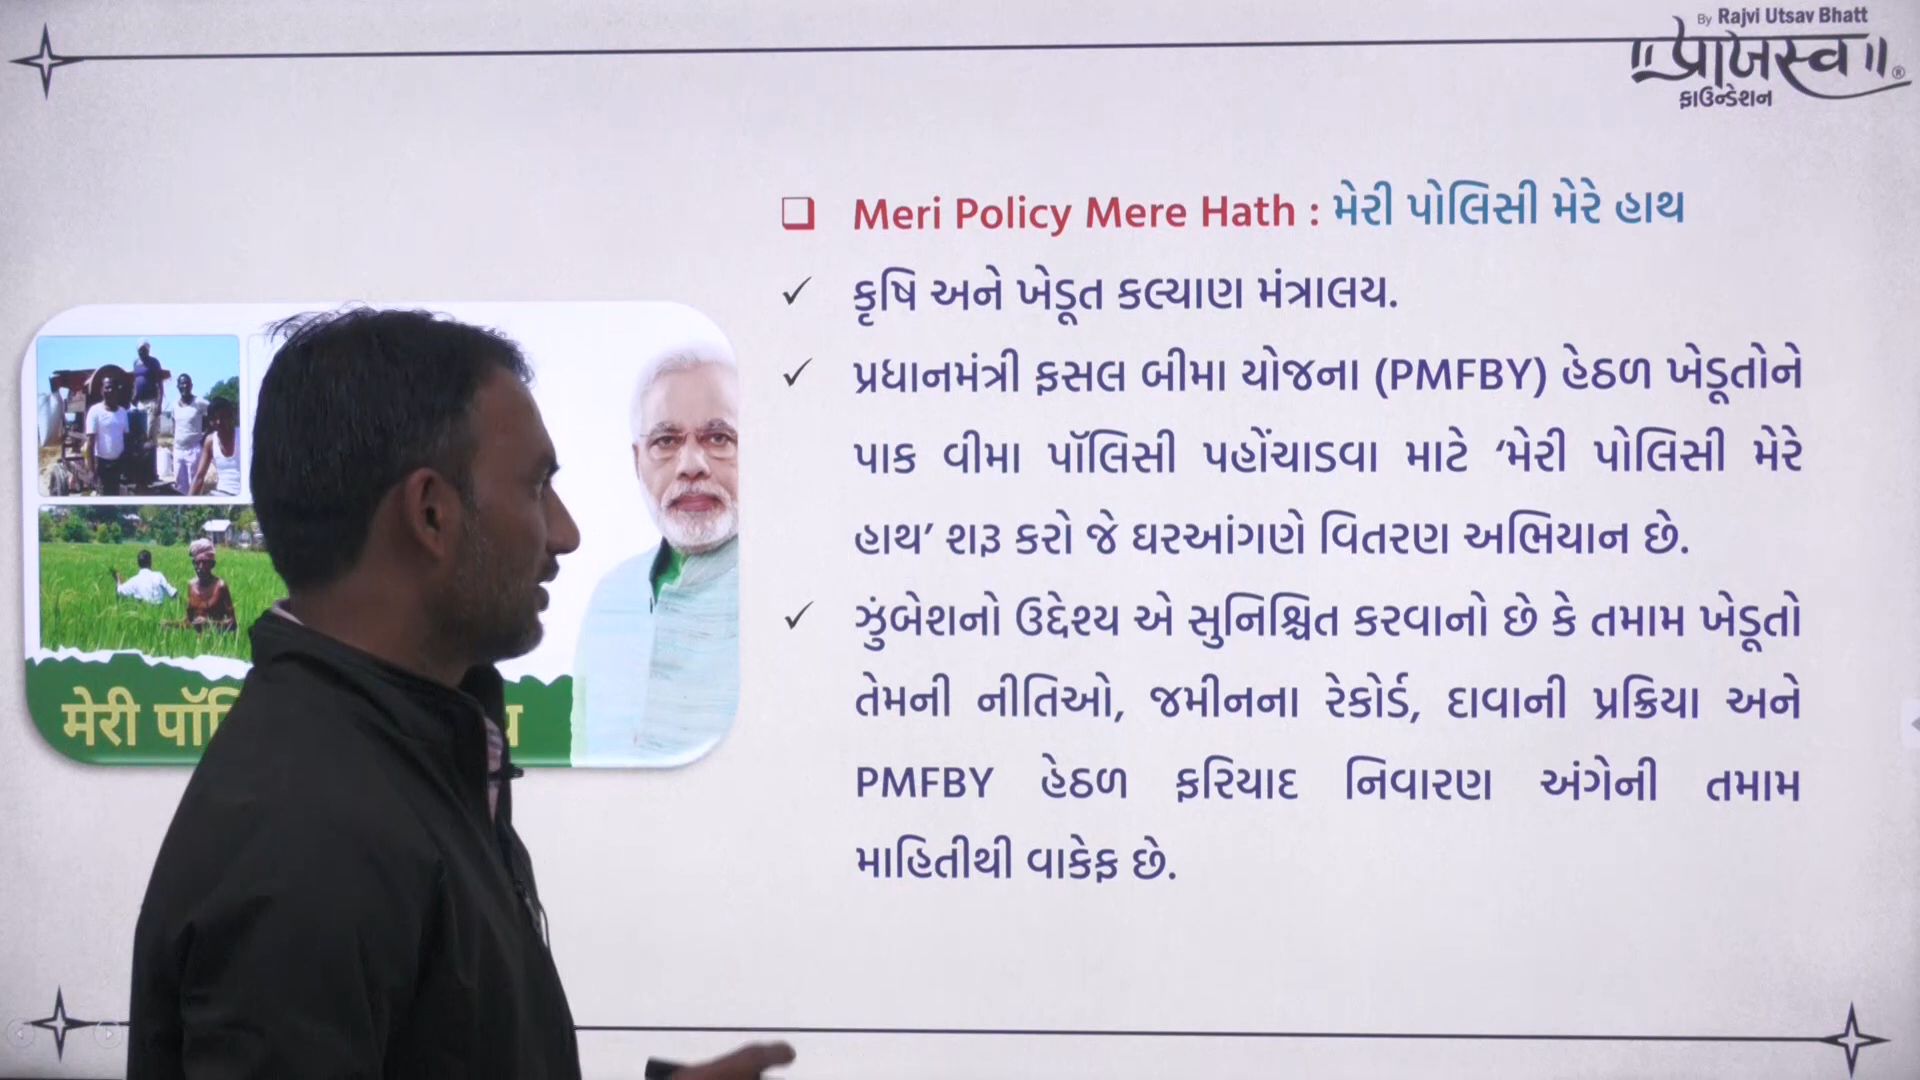 By Rajvi Utsav Bhatt
॥ प्राजस्व ॥ ®
ફાઉન્ડેશન
Meri Policy Mere Hath : મેરી પોલિસી મેરે હાથ
કૃષિ અને ખેડૂત કલ્યાણ મંત્રાલય.
પ્રધાનમંત્રી ફસલ બીમા યોજના (PMFBY) હેઠળ ખેડૂતોને
પાક વીમા પૉલિસી પહોંચાડવા માટે ‘મેરી પોલિસી મેરે
હાથ’ શરૂ કરો જે ઘરઆંગણે વિતરણ અભિયાન છે.
ઝુંબેશનો ઉદ્દેશ્ય એ સુનિશ્ચિત કરવાનો છે કે તમામ ખેડૂતો
તેમની નીતિઓ, જમીનના રેકોર્ડ, દાવાની પ્રક્રિયા અને
PMFBY હેઠળ ફરિયાદ નિવારણ અંગેની તમામ
માહિતીથી વાકેફ છે.
मेरी